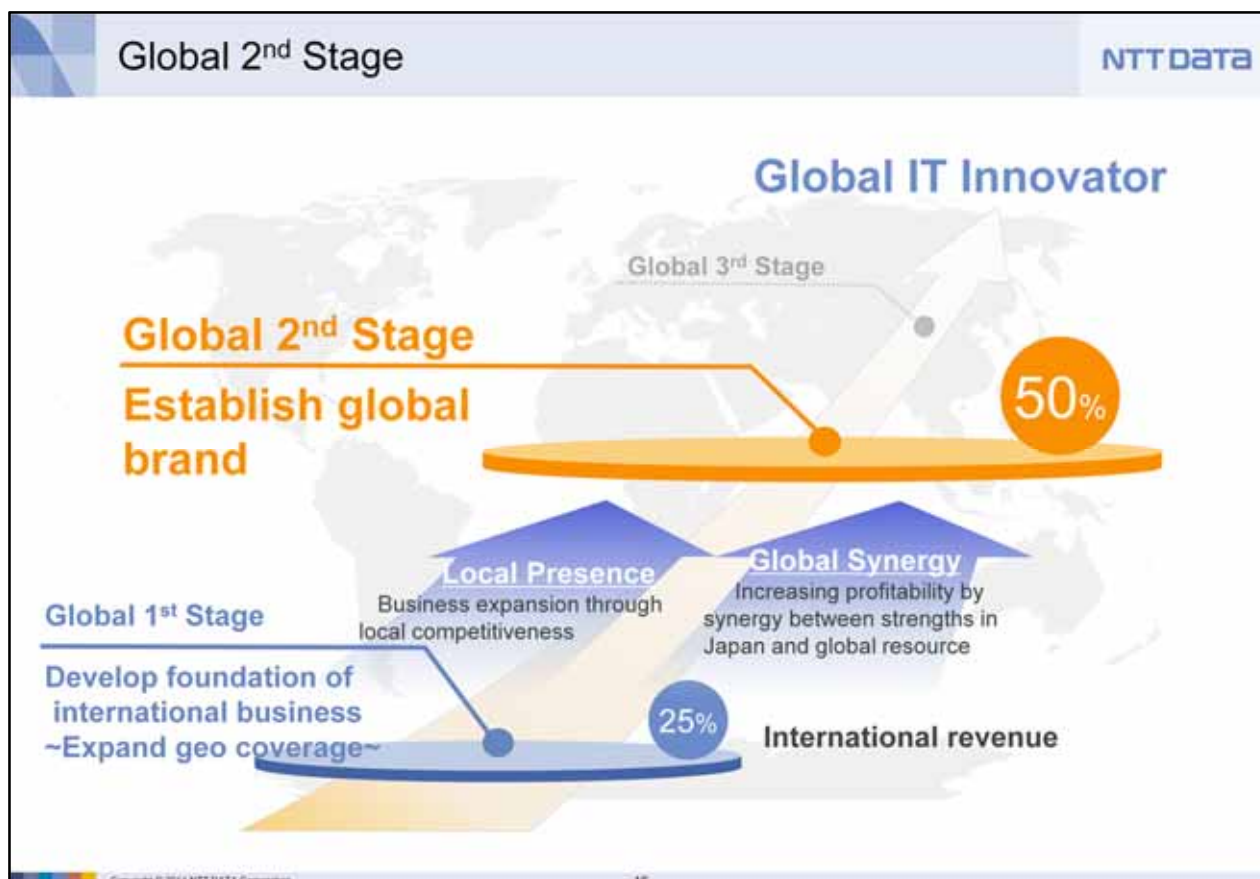 Global 2nd Stage
NTT DATA
Global IT Innovator
Global 3rd Stage
Global 2nd Stage
Establish global
brand
50%
Local Presence
Business expansion through
local competitiveness
Global Synergy
Increasing profitability by
synergy between strengths in
Japan and global resource
Global 1st Stage
Develop foundation of
international business
~Expand geo coverage~
25%
International revenue